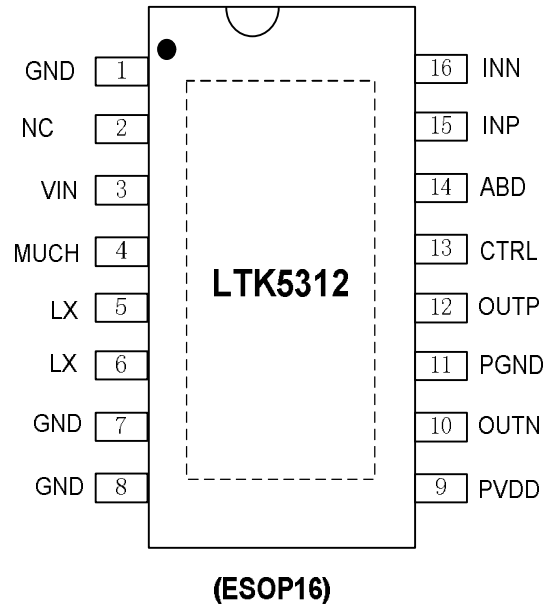 GND 1 16 INN
NC 2 15 INP
VIN 3 14 ABD
MUCH 4 13 CTRL
LTK5312
LX 5 12 OUTP
LX 6 11 PGND
GND 7 10 OUTN
GND 8 9 PVDD
(ESOP16)